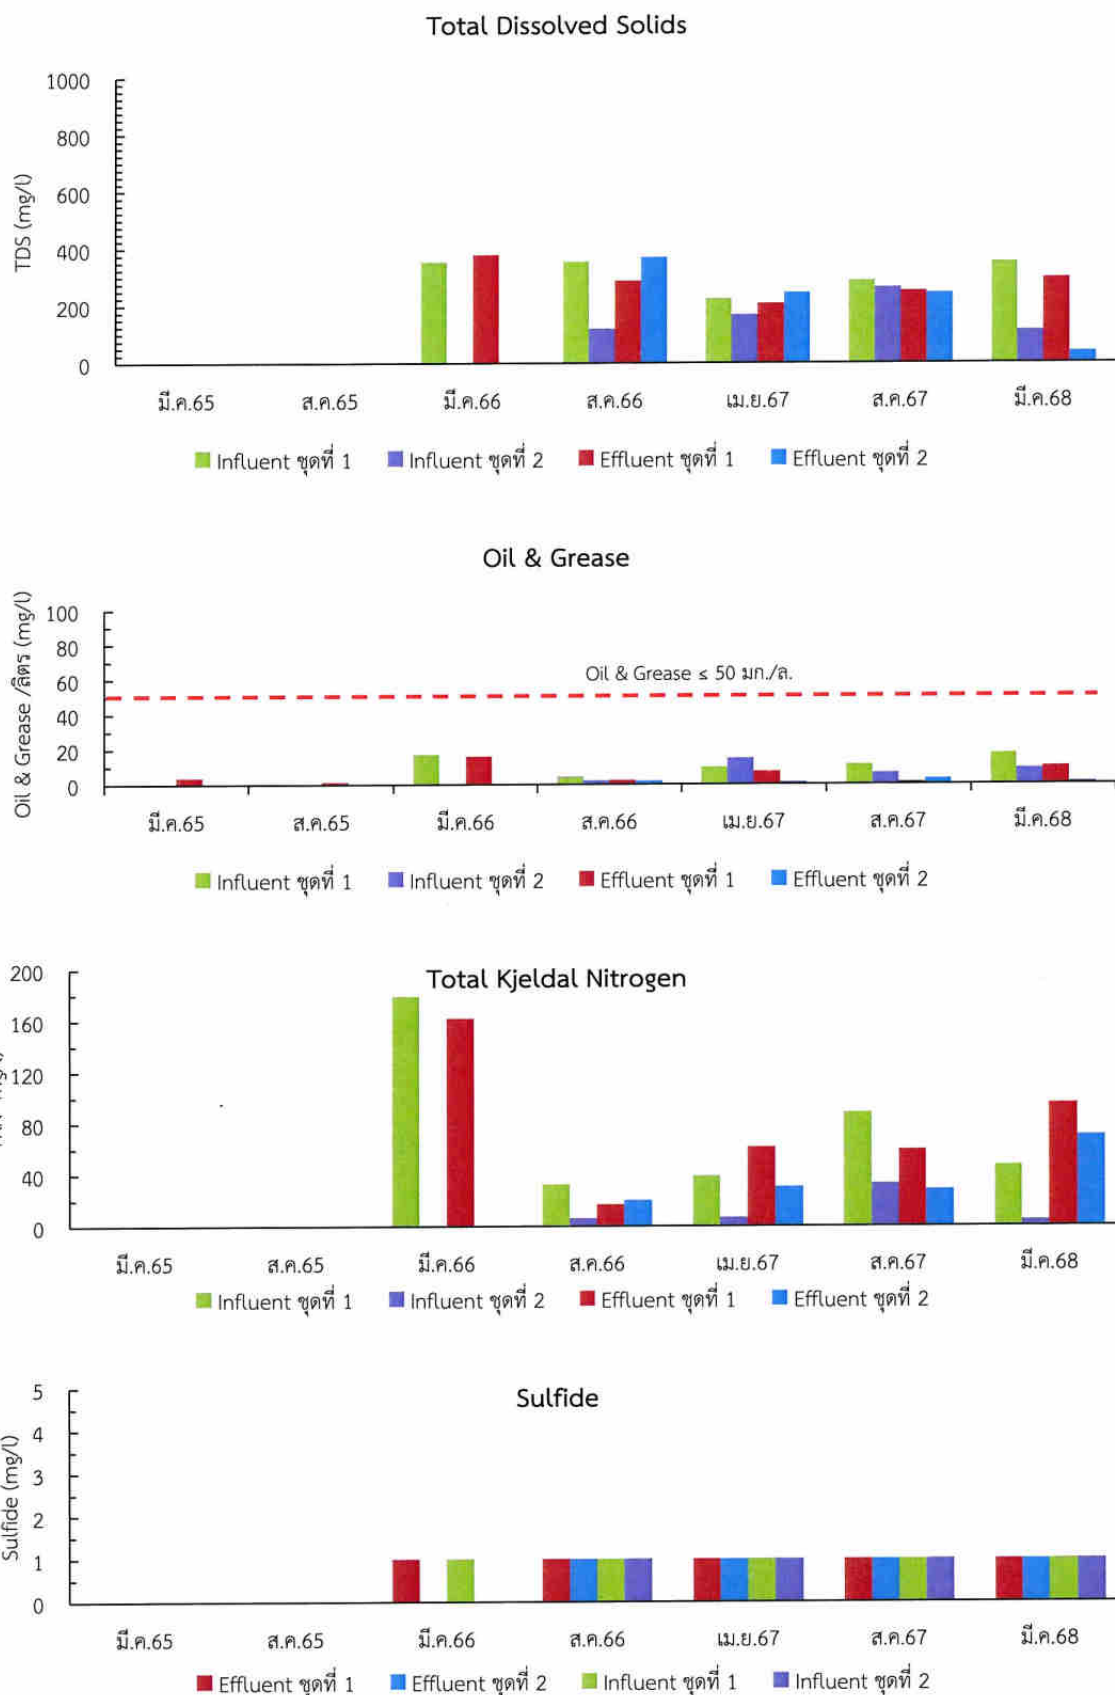 Total Dissolved Solids
TDS (mg/l)
1000
800
600
400
200
0
มี.ค.65 ส.ค.65 มี.ค.66 ส.ค.66 เม.ย.67 ส.ค.67 มี.ค.68
Influent ชุดที่ 1 Influent ชุดที่ 2 Effluent ชุดที่ 1 Effluent ชุดที่ 2
Oil & Grease
Oil & Grease /ลิตร (mg/l)
100
80
60
40
20
0
Oil & Grease ≤ 50 มก./ล.
มี.ค.65 ส.ค.65 มี.ค.66 ส.ค.66 เม.ย.67 ส.ค.67 มี.ค.68
Influent ชุดที่ 1 Influent ชุดที่ 2 Effluent ชุดที่ 1 Effluent ชุดที่ 2
Total Kjeldal Nitrogen
200
160
120
80
40
0
มี.ค.65 ส.ค.65 มี.ค.66 ส.ค.66 เม.ย.67 ส.ค.67 มี.ค.68
Influent ชุดที่ 1 Influent ชุดที่ 2 Effluent ชุดที่ 1 Effluent ชุดที่ 2
Sulfide
Sulfide (mg/l)
5
4
3
2
1
0
มี.ค.65 ส.ค.65 มี.ค.66 ส.ค.66 เม.ย.67 ส.ค.67 มี.ค.68
Effluent ชุดที่ 1 Effluent ชุดที่ 2 Influent ชุดที่ 1 Influent ชุดที่ 2